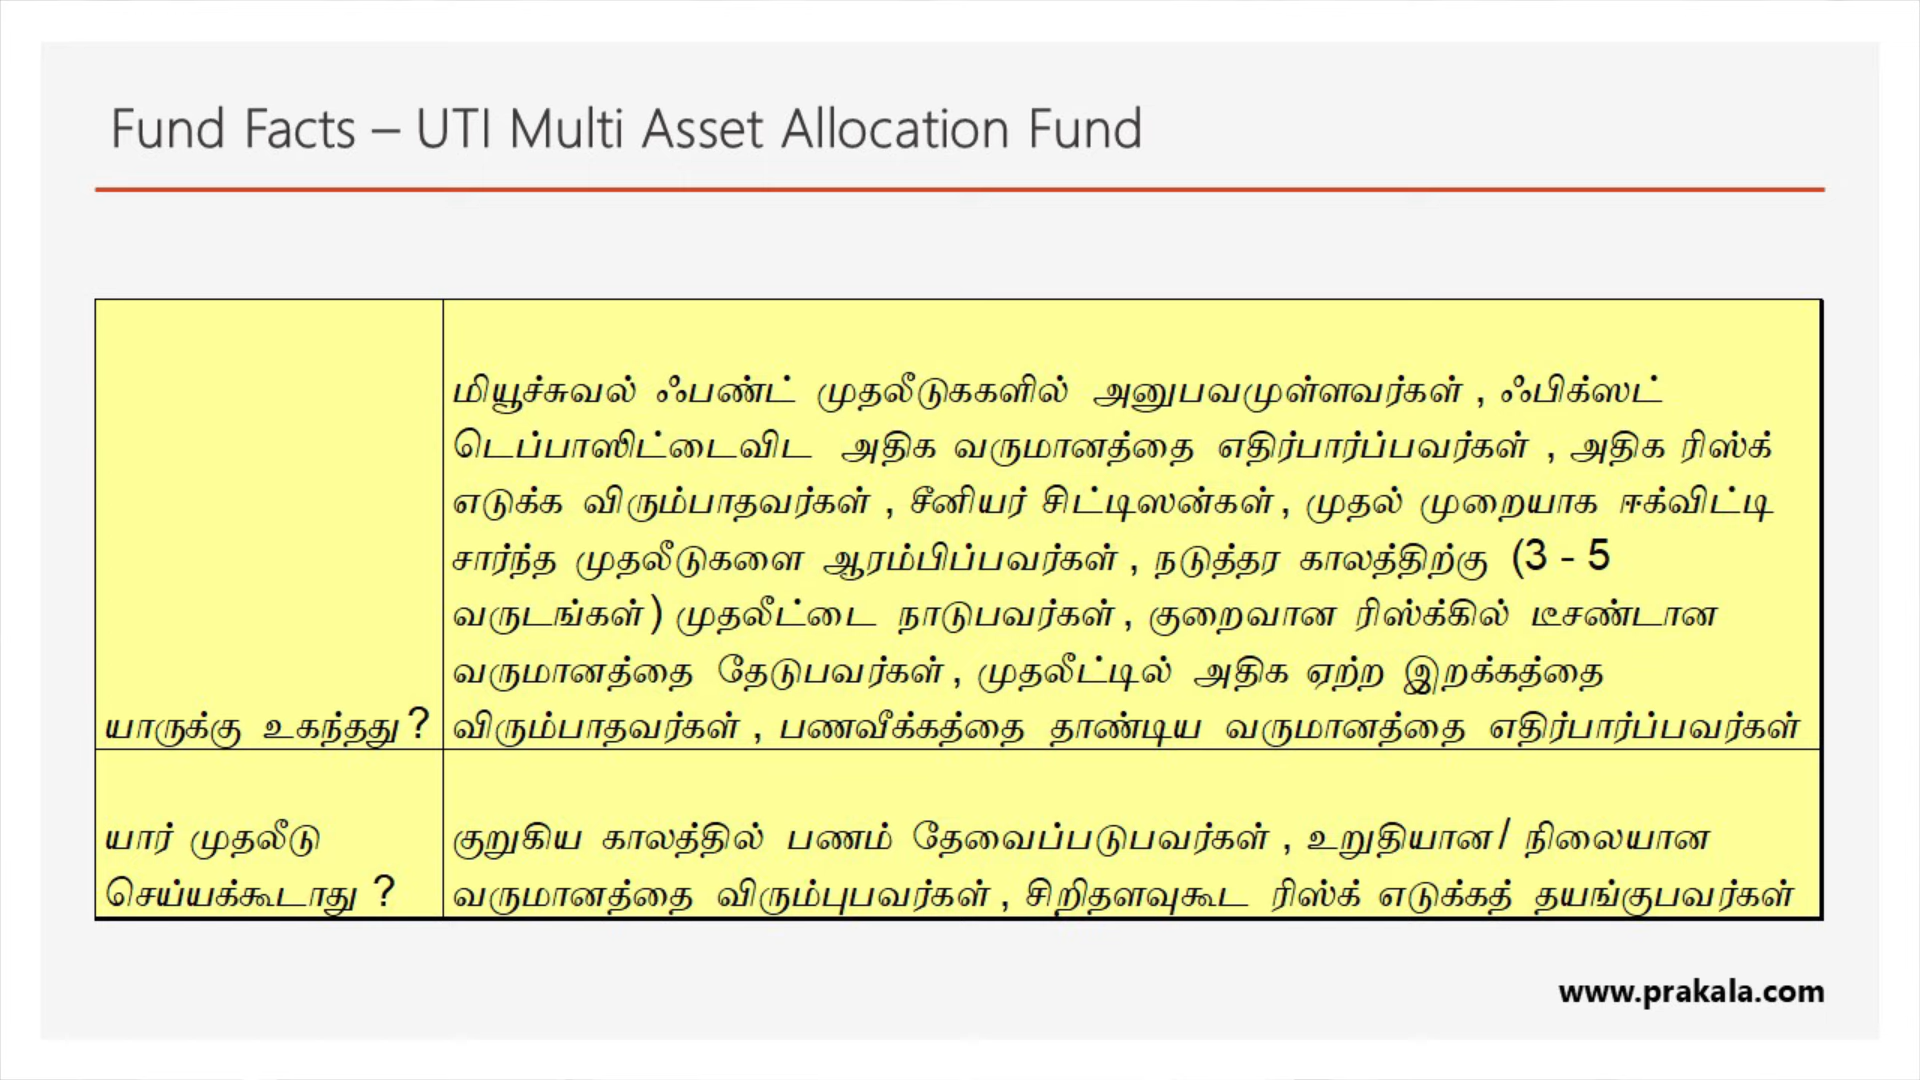 Fund Facts – UTI Multi Asset Allocation Fund
யாருக்கு உகந்தது?
மியூச்சுவல் ஃபண்ட் முதலீடுககளில் அனுபவமுள்ளவர்கள், ஃபிக்ஸட்
டெப்பாஸிட்டைவிட அதிக வருமானத்தை எதிர்பார்ப்பவர்கள், அதிக ரிஸ்க்
எடுக்க விரும்பாதவர்கள், சீனியர் சிட்டிஸன்கள், முதல் முறையாக ஈக்விட்டி
சார்ந்த முதலீடுகளை ஆரம்பிப்பவர்கள், நடுத்தர காலத்திற்கு (3 - 5
வருடங்கள்) முதலீட்டை நாடுபவர்கள், குறைவான ரிஸ்க்கில் டீசண்டான
வருமானத்தை தேடுபவர்கள், முதலீட்டில் அதிக ஏற்ற இறக்கத்தை
விரும்பாதவர்கள், பணவீக்கத்தை தாண்டிய வருமானத்தை எதிர்பார்ப்பவர்கள்
யார் முதலீடு
செய்யக்கூடாது?
குறுகிய காலத்தில் பணம் தேவைப்படுபவர்கள், உறுதியான/ நிலையான
வருமானத்தை விரும்புபவர்கள், சிறிதளவுகூட ரிஸ்க் எடுக்கத் தயங்குபவர்கள்
www.prakala.com